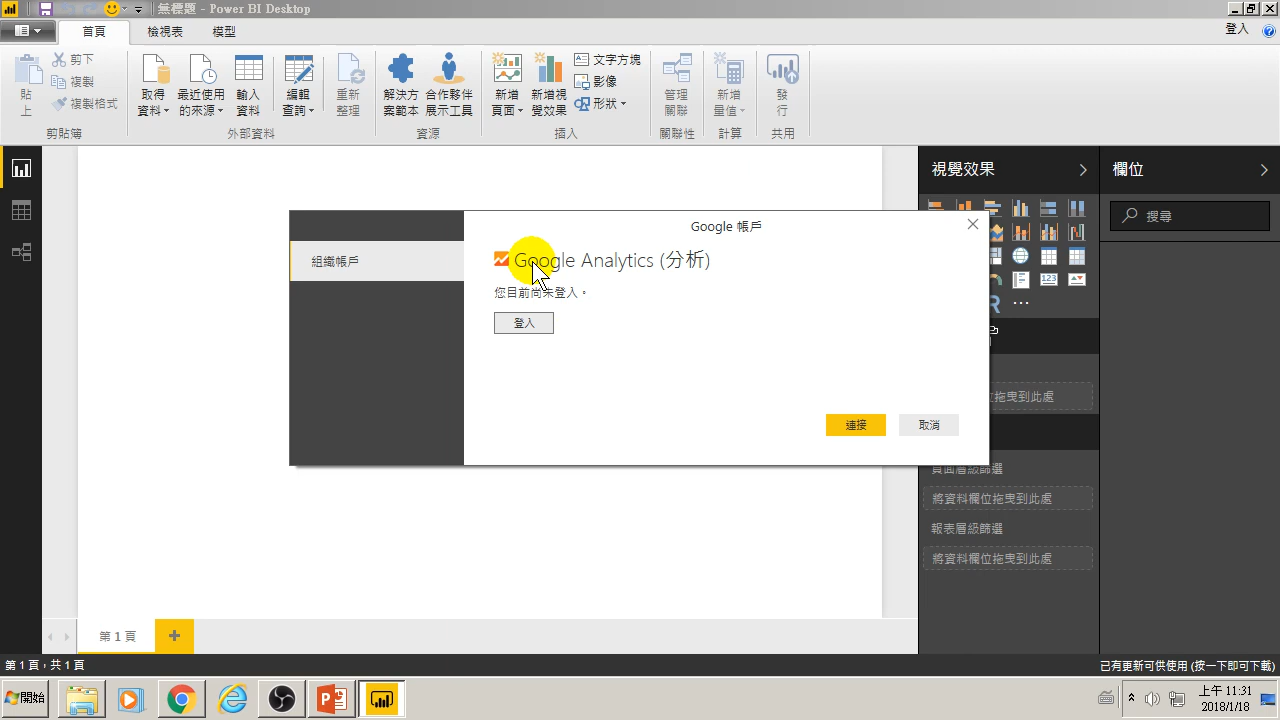 無標題 - Power BI Desktop
首頁
檢視表
模型
登入
貼上
剪下
複製
複製格式
剪貼簿
取得資料
最近使用的來源
輸入資料
編輯查詢
重新整理
外部資料
解決方案範本
合作夥伴展示工具
資源
新增頁面
新增視覺效果
文字方塊
影像
形狀
插入
管理關聯
關聯性
新增量值
計算
發行
共用
視覺效果
欄位
搜尋
Google 帳戶
組織帳戶
Google Analytics (分析)
您目前尚未登入。
登入
連接
取消
拖曳到此處
頁面層級篩選
將資料欄位拖曳到此處
報表層級篩選
將資料欄位拖曳到此處
第 1 頁
第 1 頁，共 1 頁
已有更新可供使用 (按一下即可下載)
開始
上午 11:31
2018/1/18